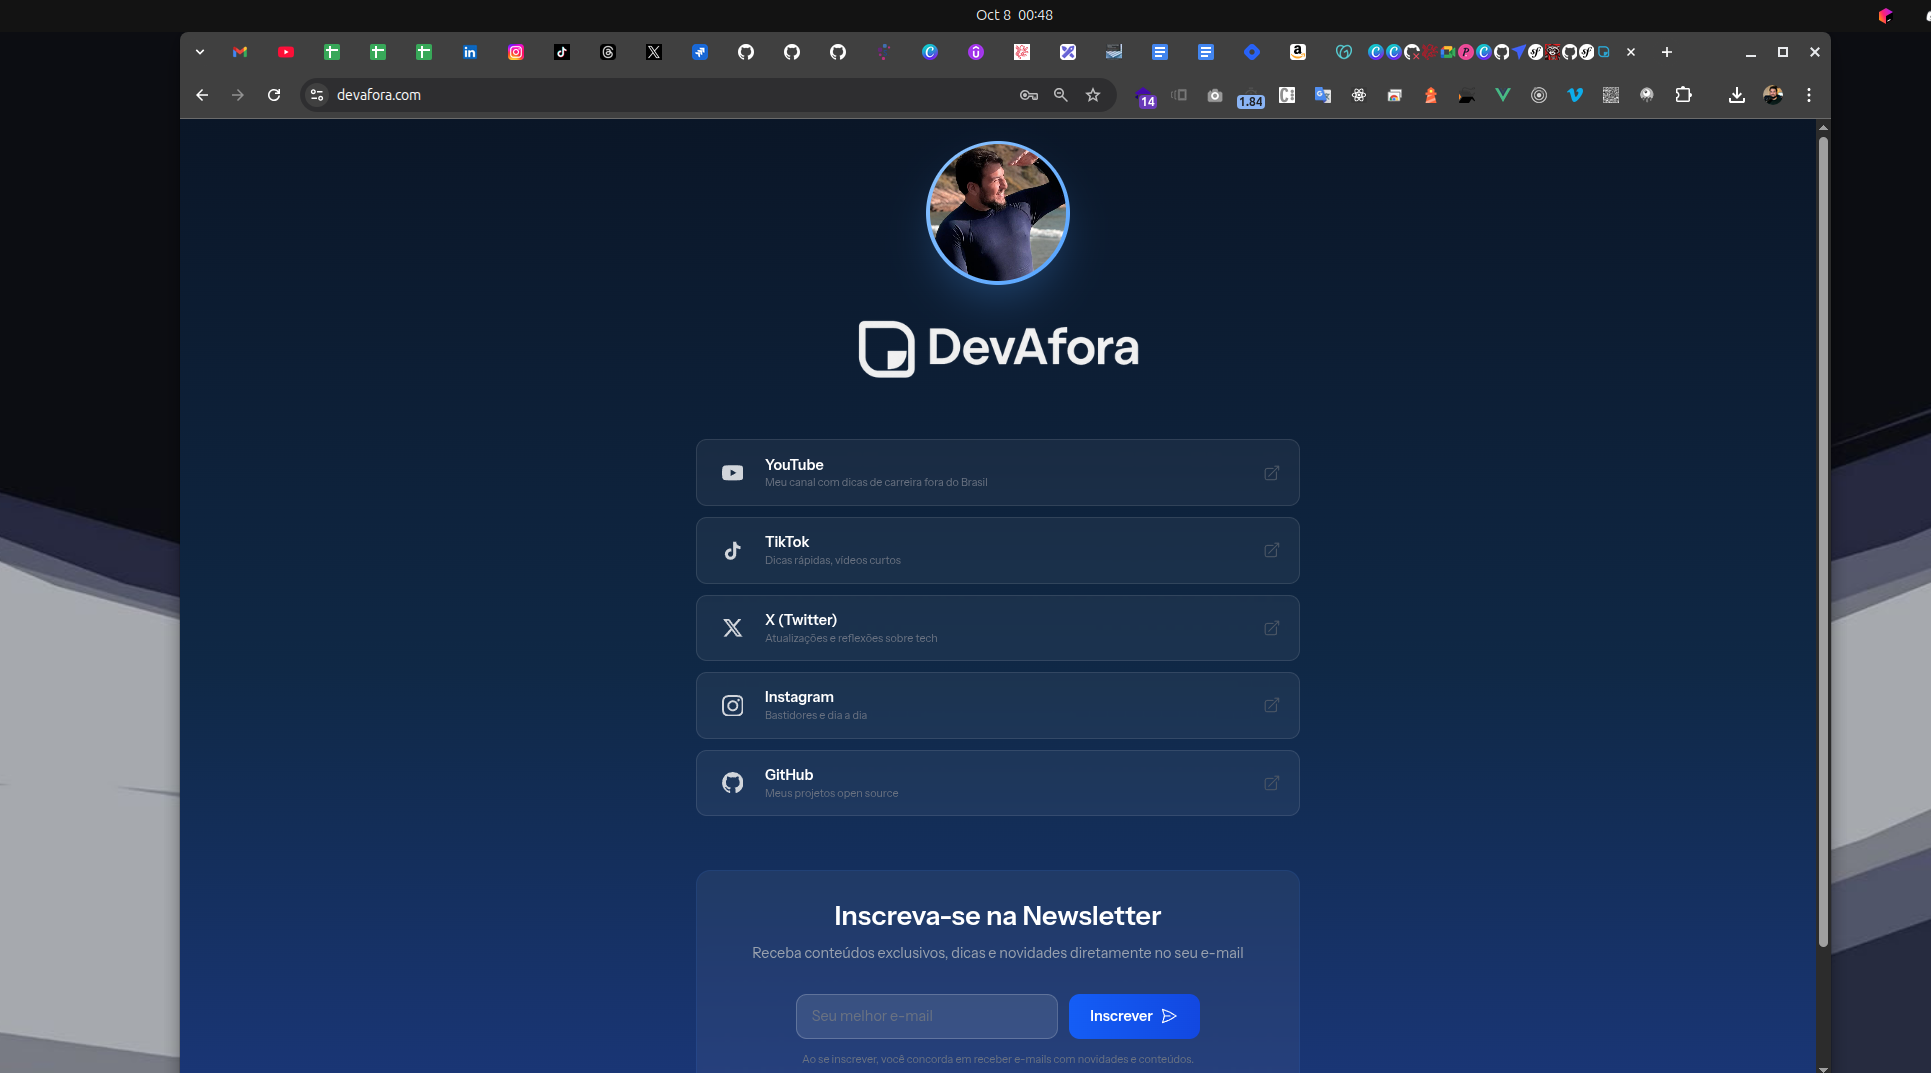 Oct 8 00:48
devafora.com
14
1.84
DevAfora
YouTube
Meu canal com dicas de carreira fora do Brasil
TikTok
Dicas rápidas, vídeos curtos
X (Twitter)
Atualizações e reflexões sobre tech
Instagram
Bastidores e dia a dia
GitHub
Meus projetos open source
Inscreva-se na Newsletter
Receba conteúdos exclusivos, dicas e novidades diretamente no seu e-mail
Seu melhor e-mail
Inscrever
Ao se inscrever, você concorda em receber e-mails com novidades e conteúdos.